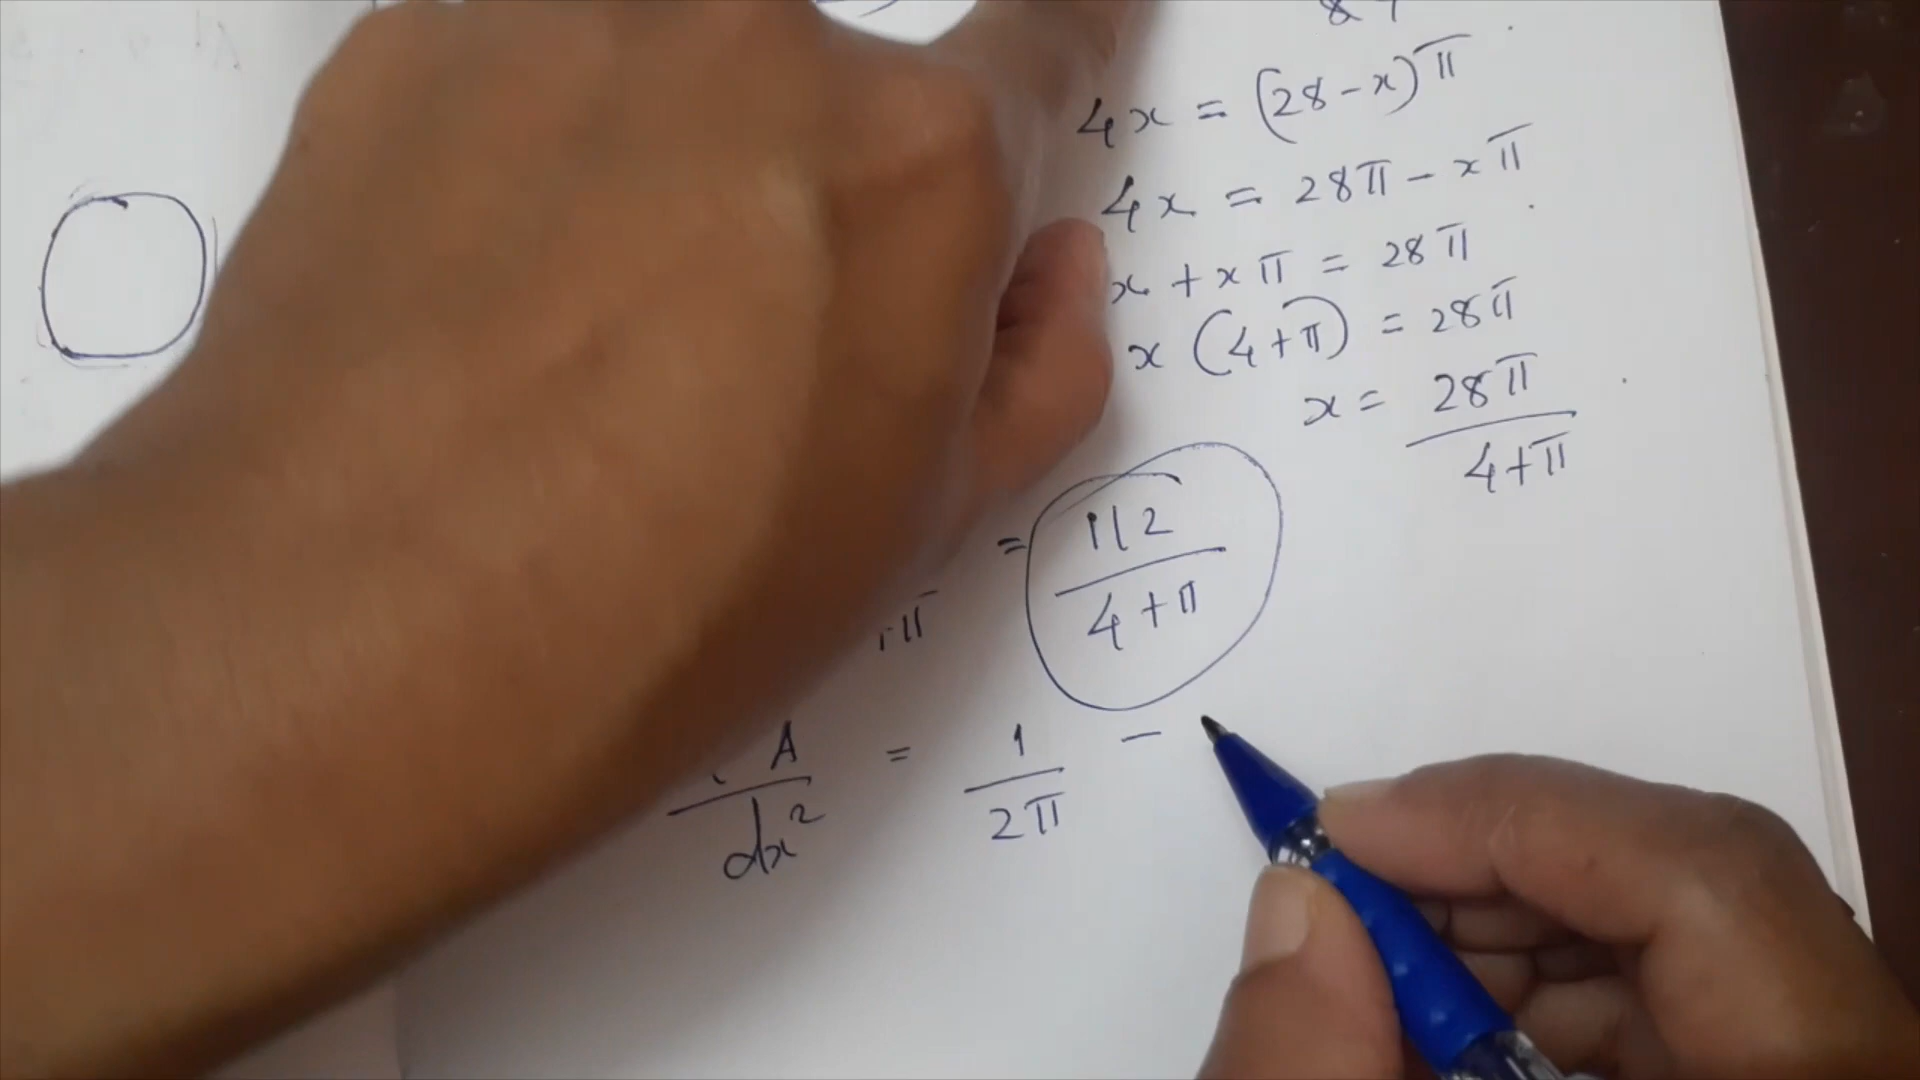 4x = (28 - x)π
4x = 28π - xπ
x + xπ = 28π
x (4+π) = 28π
x = 28π / 4+π
= 112 / 4+π
π
A / dx² = 1 / 2π -